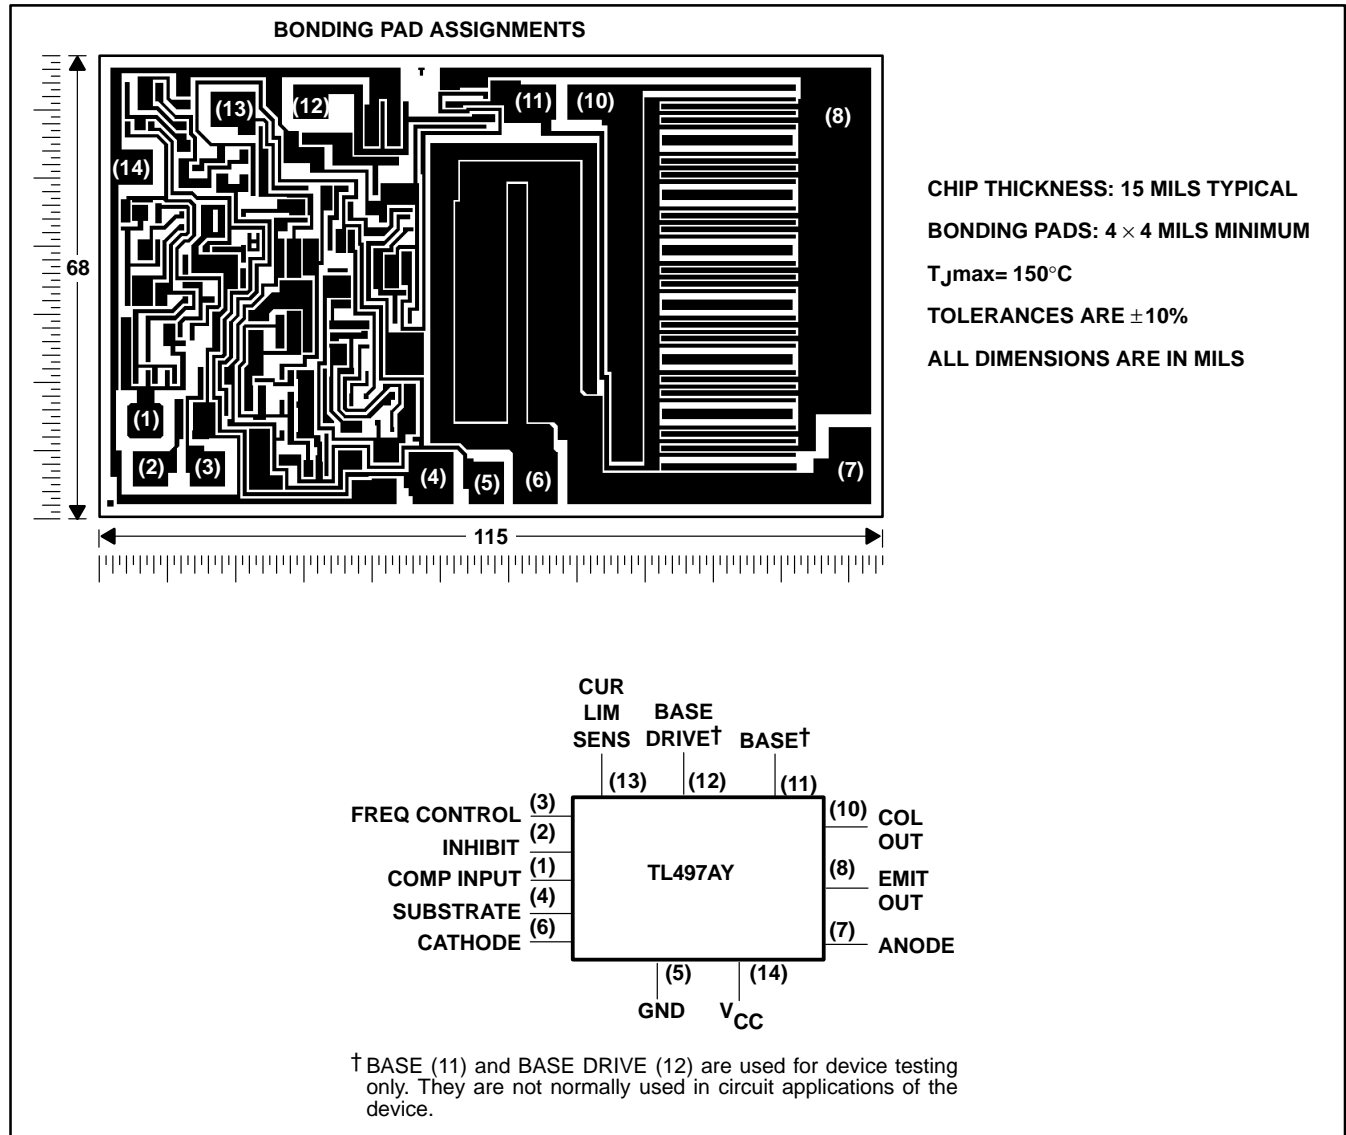 BONDING PAD ASSIGNMENTS
(13)
(12)
(11)
(10)
(8)
(14)
68
(1)
(2)
(3)
(4)
(5)
(6)
(7)
115
CHIP THICKNESS: 15 MILS TYPICAL
BONDING PADS: 4 × 4 MILS MINIMUM
TJmax= 150°C
TOLERANCES ARE ±10%
ALL DIMENSIONS ARE IN MILS
CUR
LIM
SENS
BASE
DRIVE†
BASE†
(13)
(12)
(11)
FREQ CONTROL (3)
INHIBIT (2)
COMP INPUT (1)
SUBSTRATE (4)
CATHODE (6)
TL497AY
(10) COL
OUT
(8) EMIT
OUT
(7) ANODE
(5)
(14)
GND
VCC
† BASE (11) and BASE DRIVE (12) are used for device testing
only. They are not normally used in circuit applications of the
device.